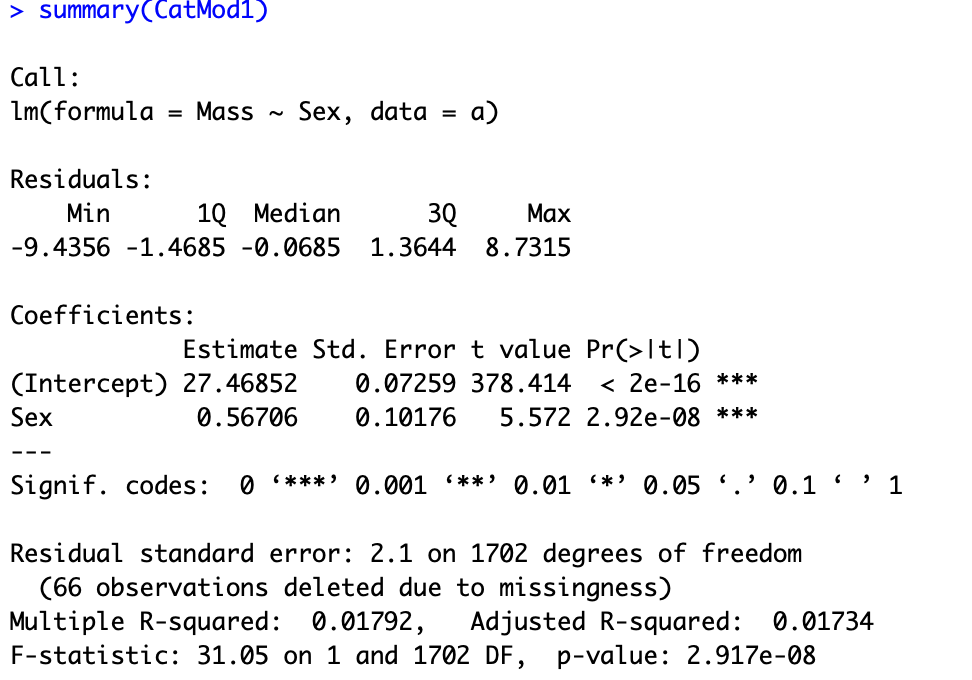 > summary(CatMod1)

Call:
lm(formula = Mass ~ Sex, data = a)

Residuals:
    Min      1Q  Median      3Q     Max
-9.4356 -1.4685 -0.0685  1.3644  8.7315

Coefficients:
            Estimate Std. Error t value Pr(>|t|)
(Intercept) 27.46852    0.07259 378.414  < 2e-16 ***
Sex          0.56706    0.10176   5.572 2.92e-08 ***
---
Signif. codes:  0 ‘***’ 0.001 ‘**’ 0.01 ‘*’ 0.05 ‘.’ 0.1 ‘ ’ 1

Residual standard error: 2.1 on 1702 degrees of freedom
  (66 observations deleted due to missingness)
Multiple R-squared:  0.01792,   Adjusted R-squared:  0.01734
F-statistic: 31.05 on 1 and 1702 DF,  p-value: 2.917e-08